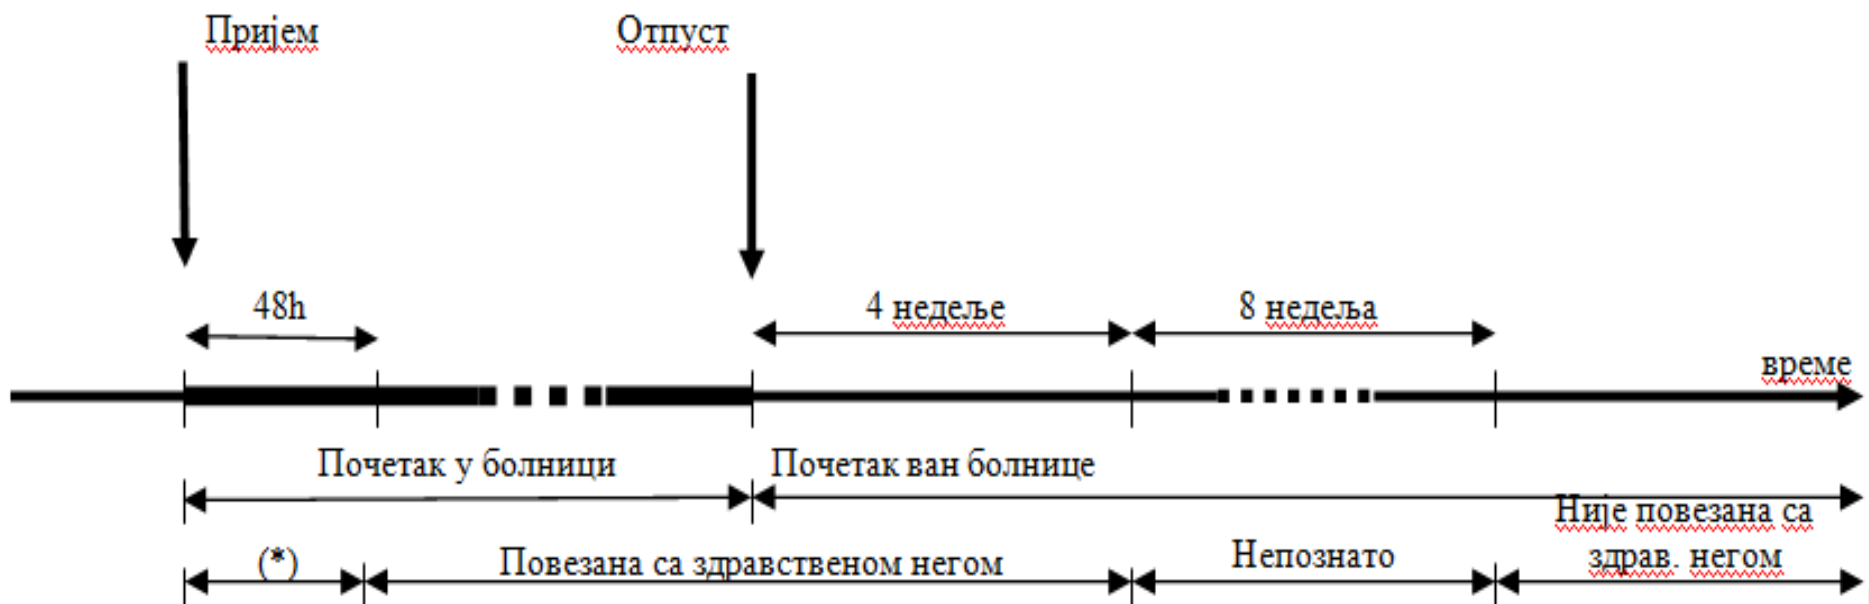 Пријем
Отпуст
48h
4 недеље
8 недеља
време
Почетак у болници
Почетак ван болнице
(*)
Повезана са здравственом негом
Непознато
Није повезана са
здрав. негом